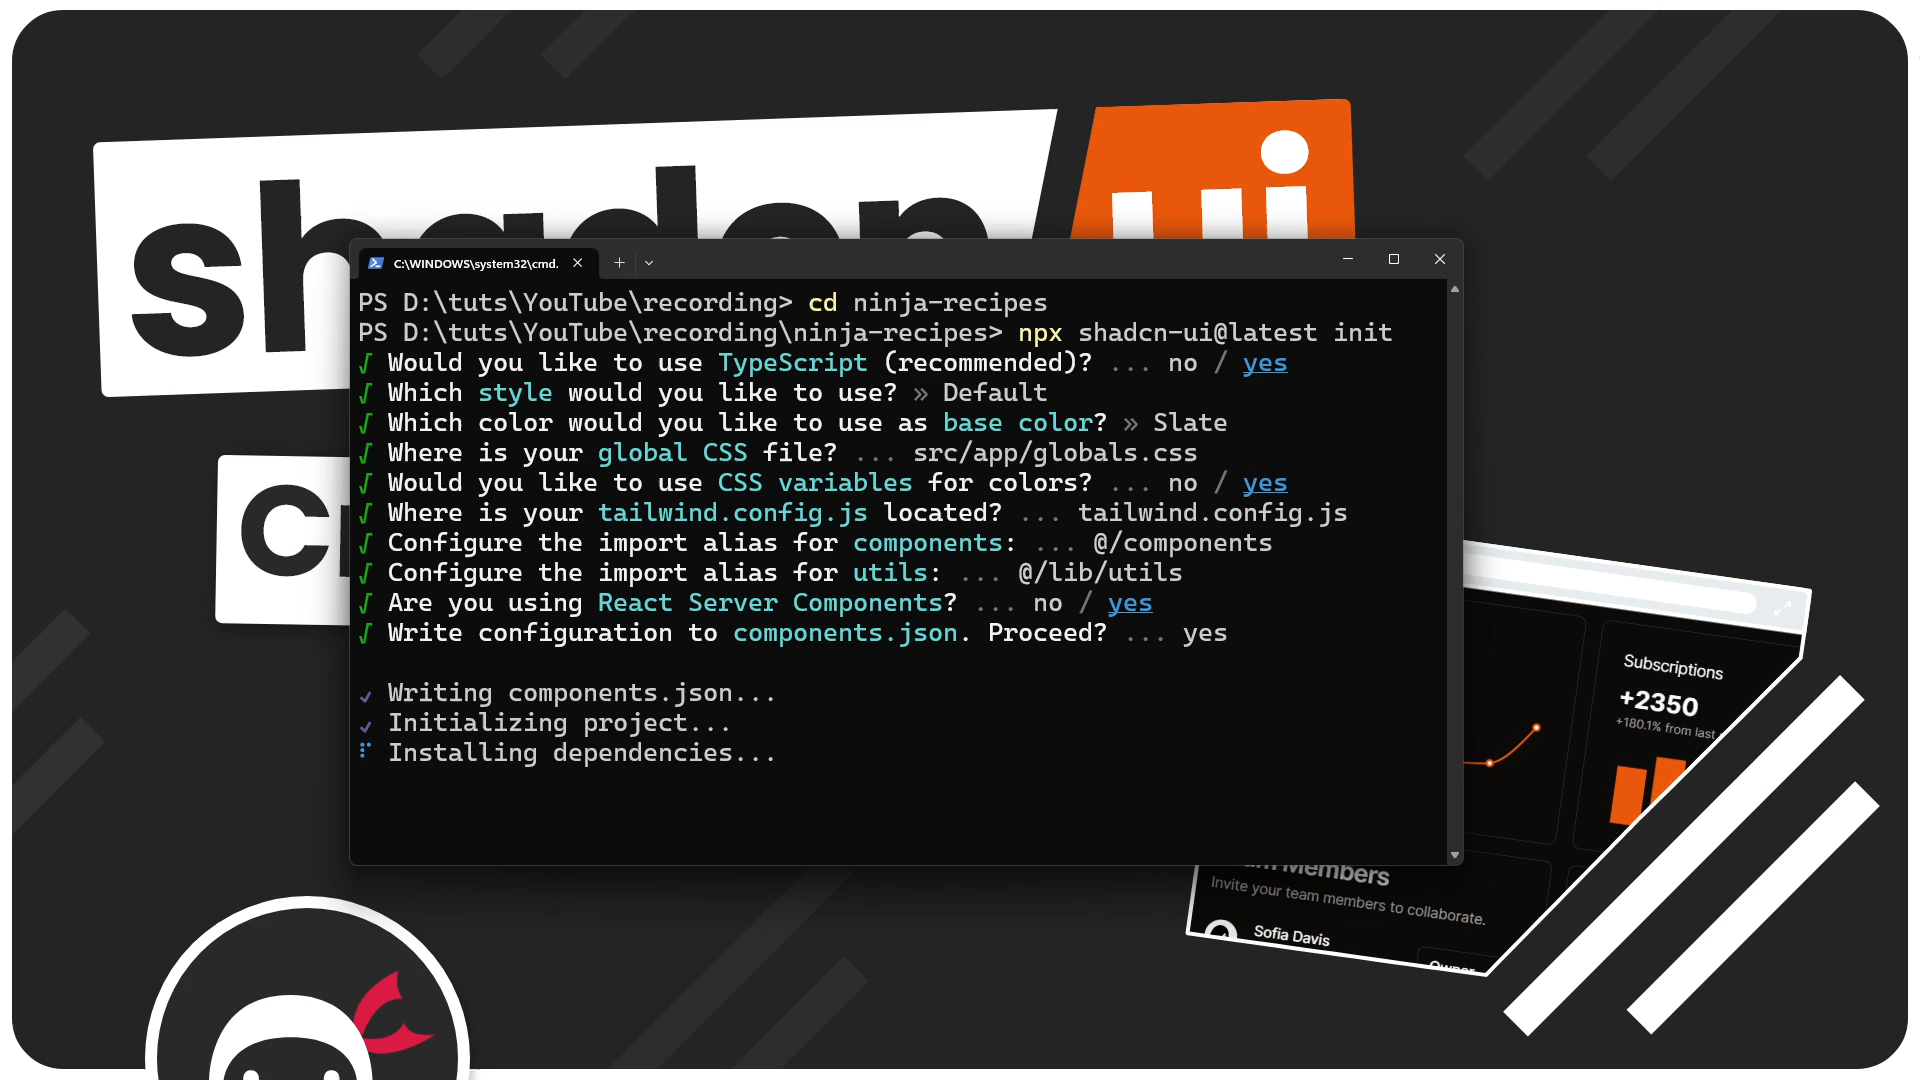 ui
C:\WINDOWS\system32\cmd.
PS D:\tuts\YouTube\recording> cd ninja-recipes
PS D:\tuts\YouTube\recording\ninja-recipes> npx shadcn-ui@latest init
√ Would you like to use TypeScript (recommended)? ... no / yes
√ Which style would you like to use? » Default
√ Which color would you like to use as base color? » Slate
√ Where is your global CSS file? ... src/app/globals.css
√ Would you like to use CSS variables for colors? ... no / yes
√ Where is your tailwind.config.js located? ... tailwind.config.js
√ Configure the import alias for components: ... @/components
√ Configure the import alias for utils: ... @/lib/utils
√ Are you using React Server Components? ... no / yes
√ Write configuration to components.json. Proceed? ... yes
✓ Writing components.json...
✓ Initializing project...
Installing dependencies...
Subscriptions
+2350
+180.1% from last
Members
Invite your team members to collaborate.
Sofia Davis
Owner